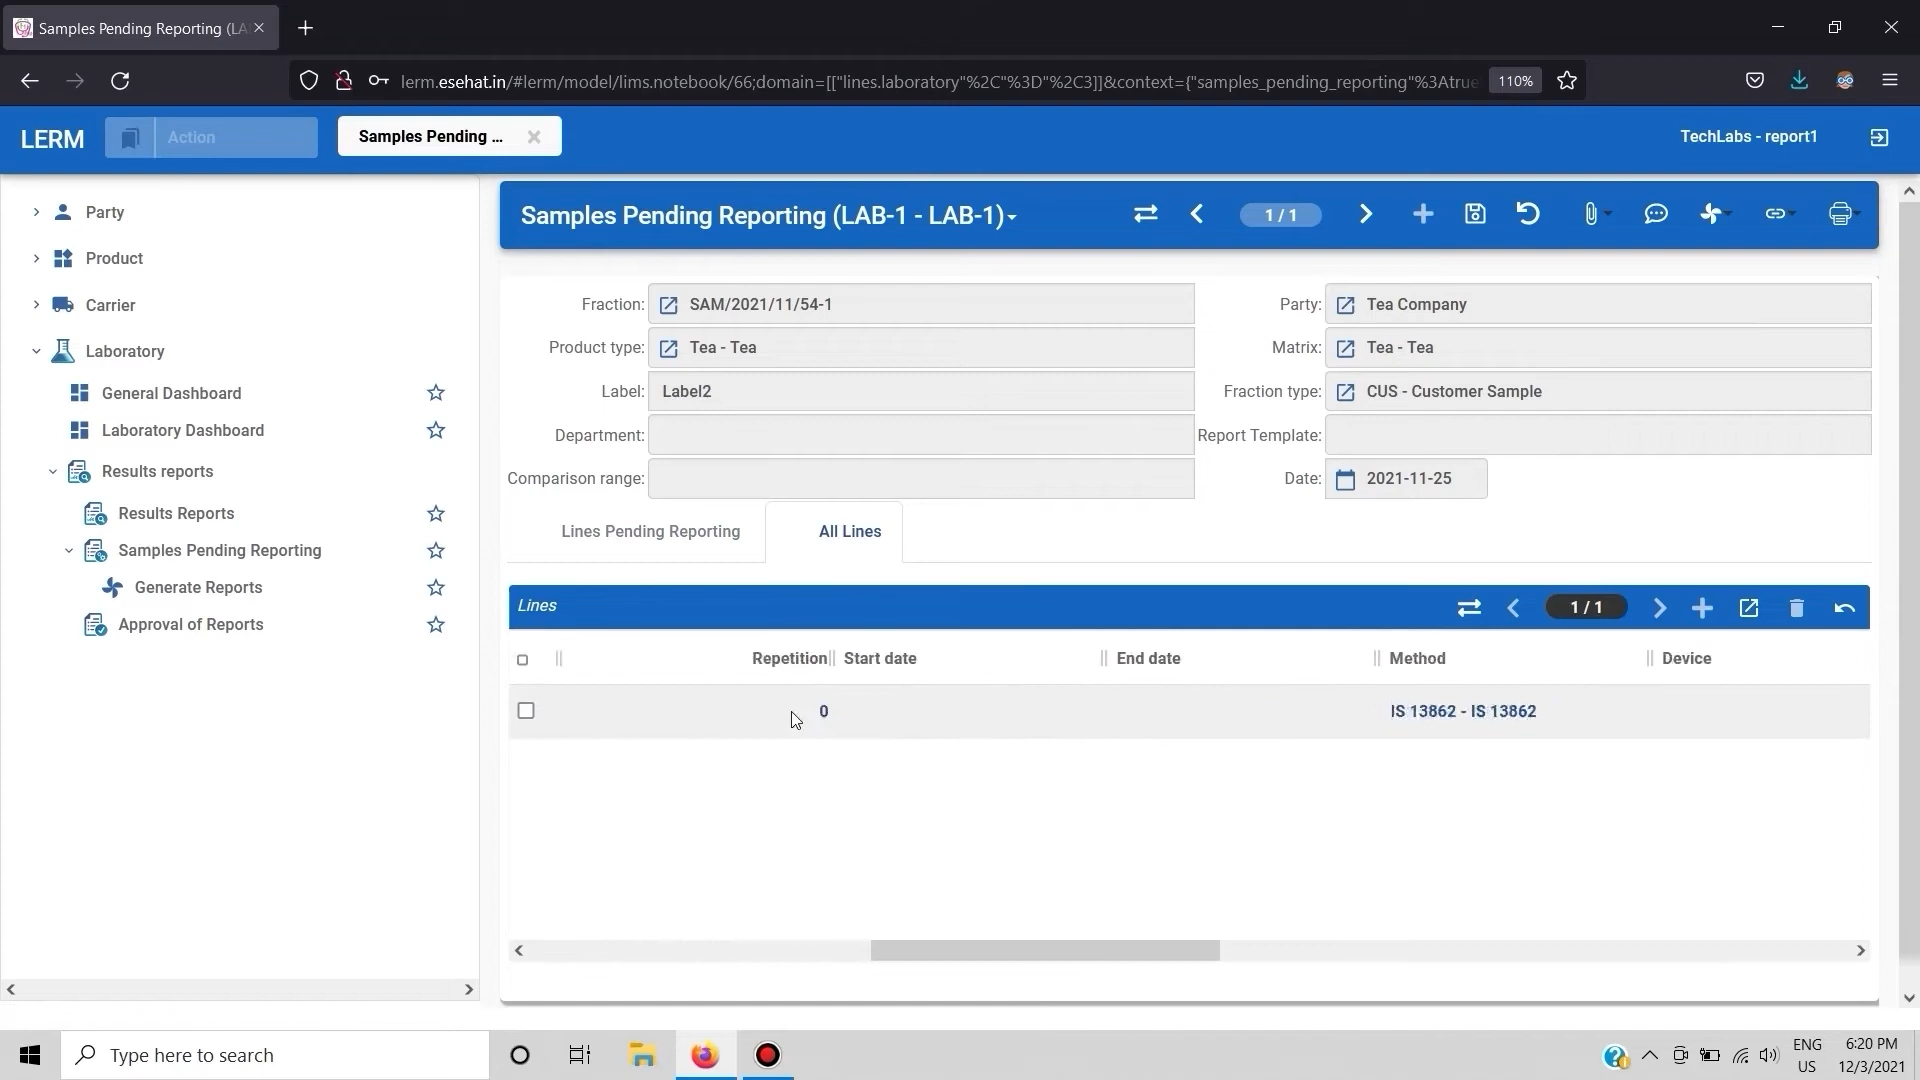 Samples Pending Reporting (LA
lerm.esehat.in/#lerm/model/lims.notebook/66;domain=[["lines.laboratory"%2C"%3D"%2C3]]&context={"samples_pending_reporting"%3Atrue
110%
LERM
Action
Samples Pending ...
TechLabs - report1
Party
Product
Carrier
Laboratory
General Dashboard
Laboratory Dashboard
Results reports
Results Reports
Samples Pending Reporting
Generate Reports
Approval of Reports
Samples Pending Reporting (LAB-1 - LAB-1)
1 / 1
Fraction: SAM/2021/11/54-1 Party: Tea Company
Product type: Tea - Tea Matrix: Tea - Tea
Label: Label2 Fraction type: CUS - Customer Sample
Department: Report Template:
Comparison range: Date: 2021-11-25
Lines Pending Reporting All Lines
Lines 1 / 1
Repetition Start date End date Method Device
0 IS 13862 - IS 13862
Type here to search
ENG
US
6:20 PM
12/3/2021